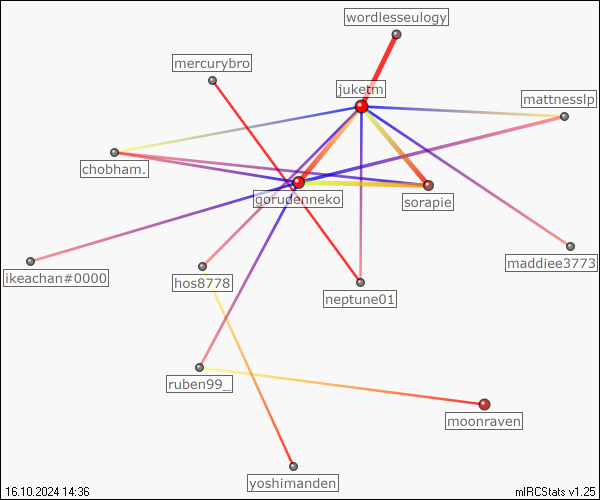 wordlesseulogy
mercurybro
juketm
mattnesslp
chobham.
gorudenneko
sorapie
ikeachan#0000
maddiee3773
hos8778
neptune01
ruben99_
moonraven
yoshimanden
16.10.2024 14:36
mIRCStats v1.25